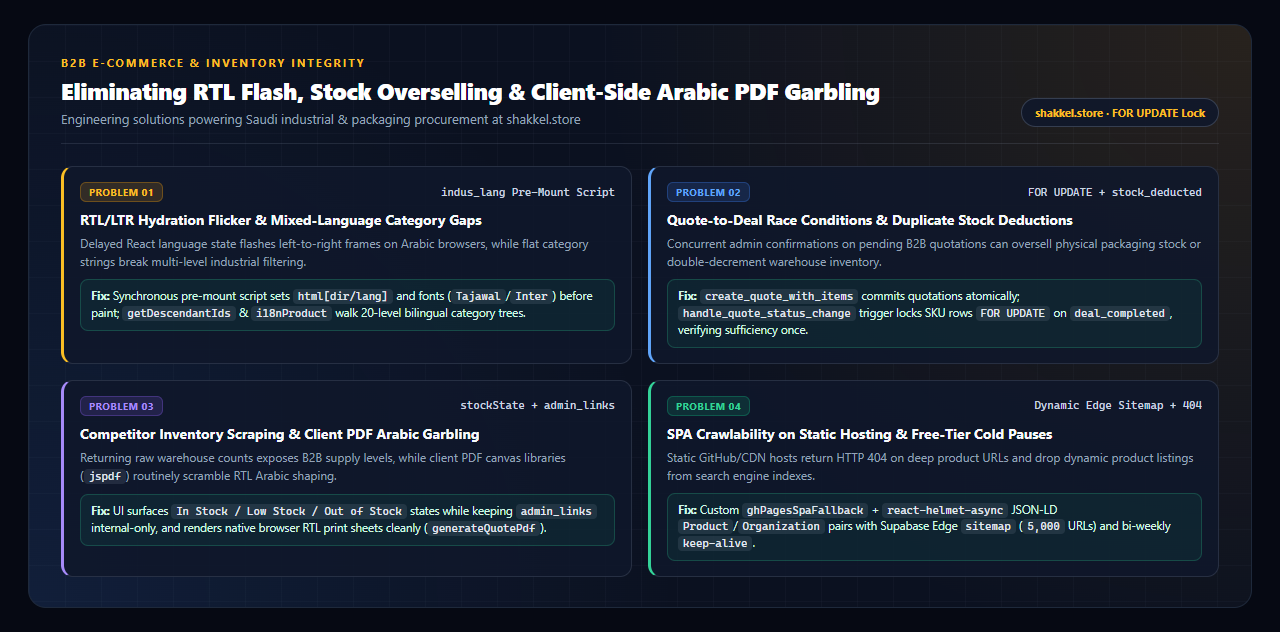 B2B E-COMMERCE & INVENTORY INTEGRITY
Eliminating RTL Flash, Stock Overselling & Client-Side Arabic PDF Garbling
Engineering solutions powering Saudi industrial & packaging procurement at shakkel.store
shakkel.store · FOR UPDATE Lock
PROBLEM 01
indus_lang Pre-Mount Script
RTL/LTR Hydration Flicker & Mixed-Language Category Gaps
Delayed React language state flashes left-to-right frames on Arabic browsers, while flat category
strings break multi-level industrial filtering.
Fix: Synchronous pre-mount script sets html[dir/lang] and fonts ( Tajawal / Inter ) before
paint; getDescendantIds & i18nProduct walk 20-level bilingual category trees.
PROBLEM 02
FOR UPDATE + stock_deducted
Quote-to-Deal Race Conditions & Duplicate Stock Deductions
Concurrent admin confirmations on pending B2B quotations can oversell physical packaging stock or
double-decrement warehouse inventory.
Fix: create_quote_with_items commits quotations atomically;
handle_quote_status_change trigger locks SKU rows FOR UPDATE on deal_completed ,
verifying sufficiency once.
PROBLEM 03
stockState + admin_links
Competitor Inventory Scraping & Client PDF Arabic Garbling
Returning raw warehouse counts exposes B2B supply levels, while client PDF canvas libraries
( jspdf ) routinely scramble RTL Arabic shaping.
Fix: UI surfaces In Stock / Low Stock / Out of Stock states while keeping admin_links
internal-only, and renders native browser RTL print sheets cleanly ( generateQuotePdf ).
PROBLEM 04
Dynamic Edge Sitemap + 404
SPA Crawlability on Static Hosting & Free-Tier Cold Pauses
Static GitHub/CDN hosts return HTTP 404 on deep product URLs and drop dynamic product listings
from search engine indexes.
Fix: Custom ghPagesSpaFallback + react-helmet-async JSON-LD
Product / Organization pairs with Supabase Edge sitemap ( 5,000 URLs) and bi-weekly
keep-alive .